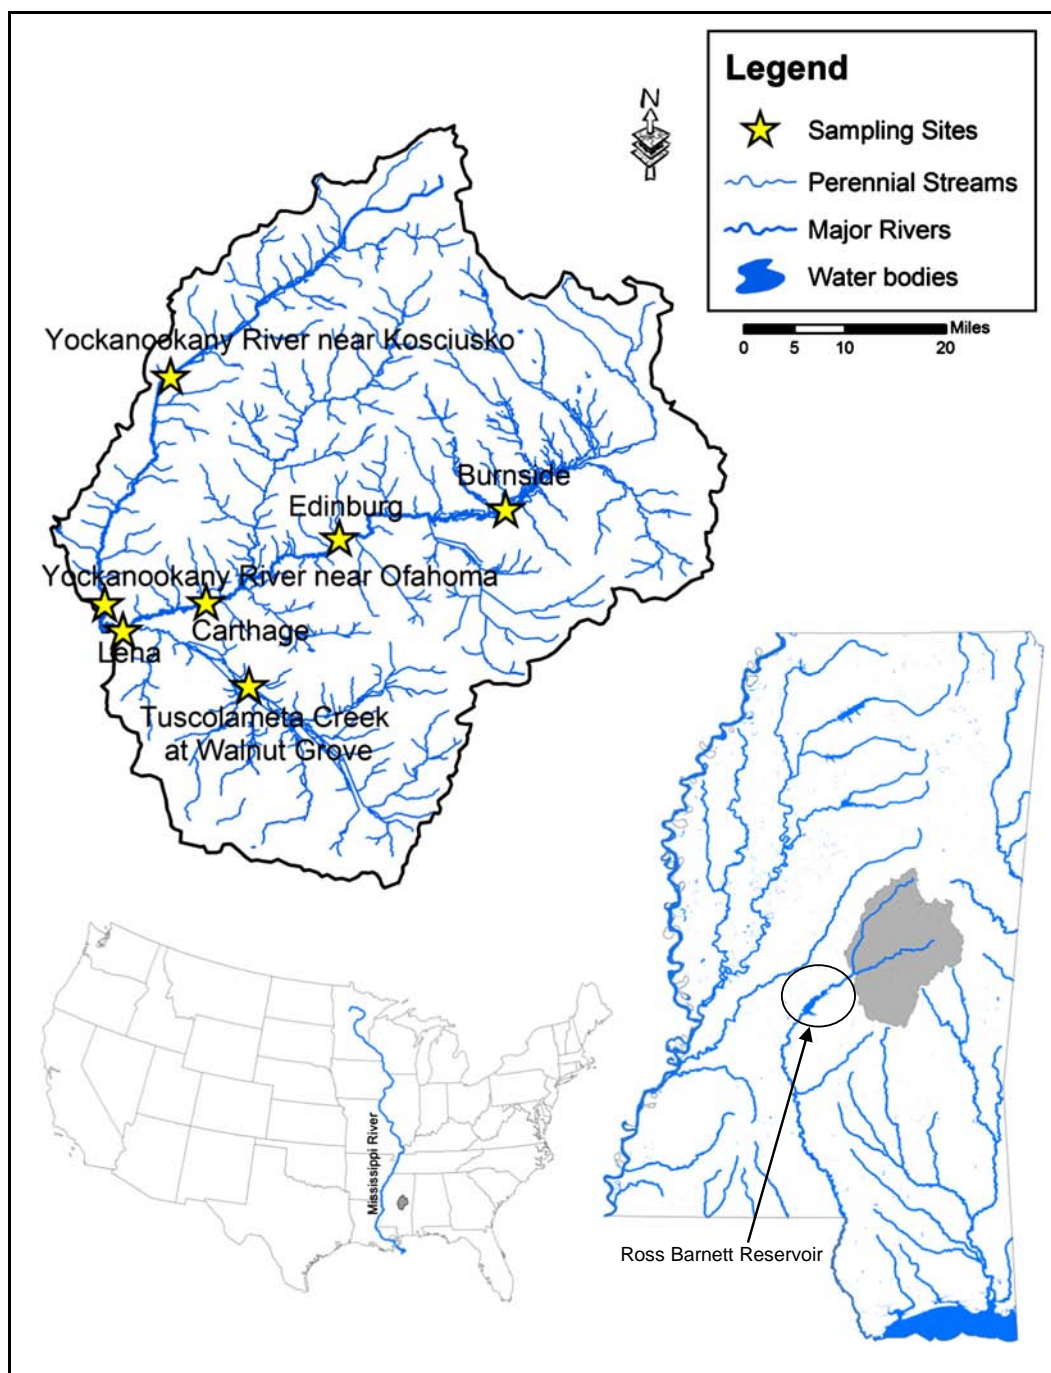 Legend
N
Sampling Sites
Perennial Streams
Major Rivers
Water bodies
Miles
0 5 10 20
Yockanookany River near Kosciusko
Burnside
Edinburg
Yockanookany River near Ofahoma
Carthage
Lena
Tuscolameta Creek
at Walnut Grove
Mississippi River
Ross Barnett Reservoir